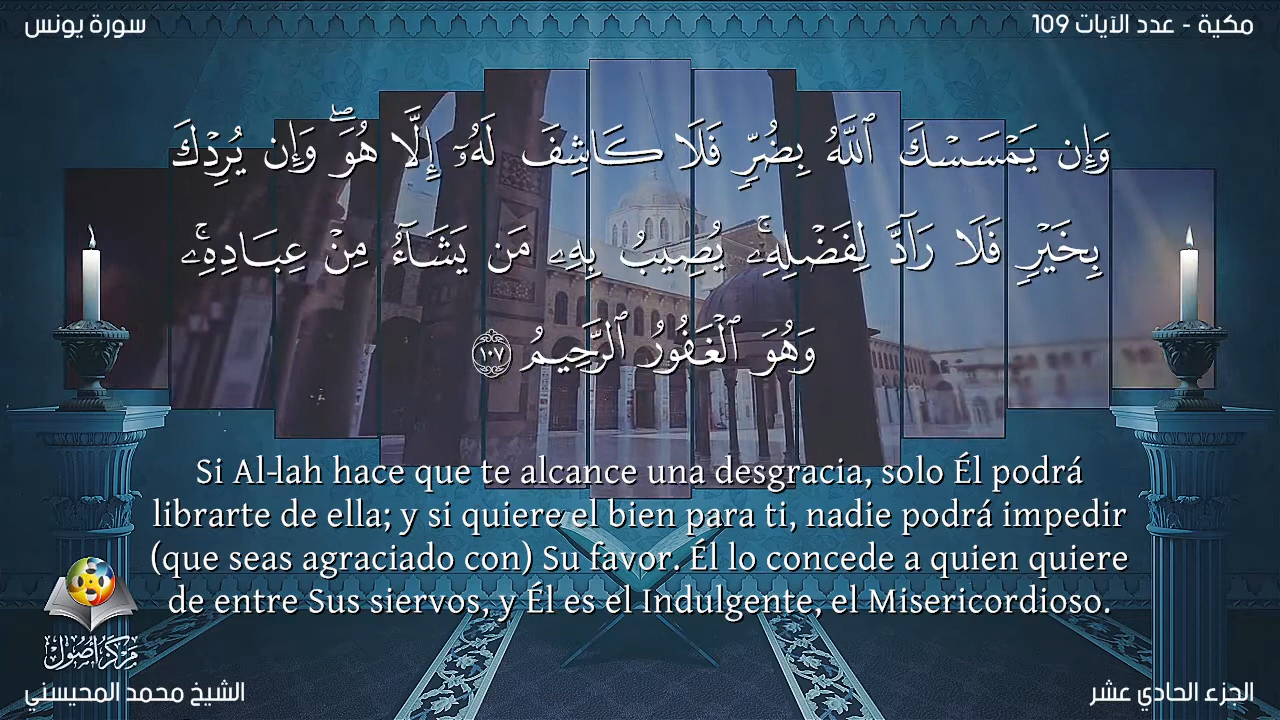 مكية - عدد الآيات 109
سورة يونس
وَإِن يَمۡسَسۡكَ ٱللَّهُ بِضُرّٖ فَلَا كَاشِفَ لَهُۥٓ إِلَّا هُوَۖ وَإِن يُرِدۡكَ
بِخَيۡرٖ فَلَا رَآدَّ لِفَضۡلِهِۦۚ يُصِيبُ بِهِۦ مَن يَشَآءُ مِنۡ عِبَادِهِۦۚ
وَهُوَ ٱلۡغَفُورُ ٱلرَّحِيمُ ١٠٧
Si Al-lah hace que te alcance una desgracia, solo Él podrá
librarte de ella; y si quiere el bien para ti, nadie podrá impedir
(que seas agraciado con) Su favor. Él lo concede a quien quiere
de entre Sus siervos, y Él es el Indulgente, el Misericordioso.
مركز أصول
الجزء الحادي عشر
الشيخ محمد المحيسني